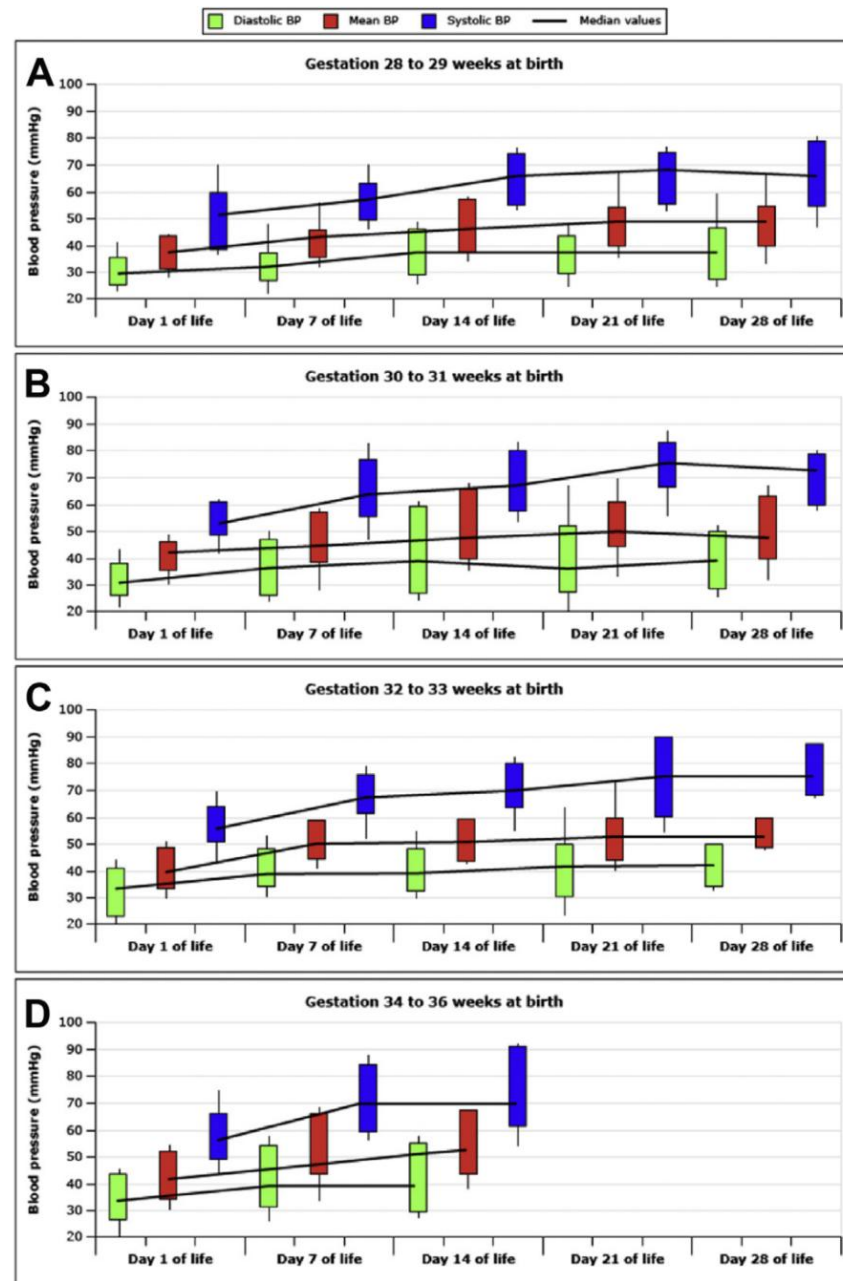 Diastolic BP Mean BP Systolic BP Median values
A
Gestation 28 to 29 weeks at birth
Blood pressure (mmHg)
100
90
80
70
60
50
40
30
20
Day 1 of life Day 7 of life Day 14 of life Day 21 of life Day 28 of life
B
Gestation 30 to 31 weeks at birth
Blood pressure (mmHg)
100
90
80
70
60
50
40
30
20
Day 1 of life Day 7 of life Day 14 of life Day 21 of life Day 28 of life
C
Gestation 32 to 33 weeks at birth
Blood pressure (mmHg)
100
90
80
70
60
50
40
30
20
Day 1 of life Day 7 of life Day 14 of life Day 21 of life Day 28 of life
D
Gestation 34 to 36 weeks at birth
Blood pressure (mmHg)
100
90
80
70
60
50
40
30
20
Day 1 of life Day 7 of life Day 14 of life Day 21 of life Day 28 of life